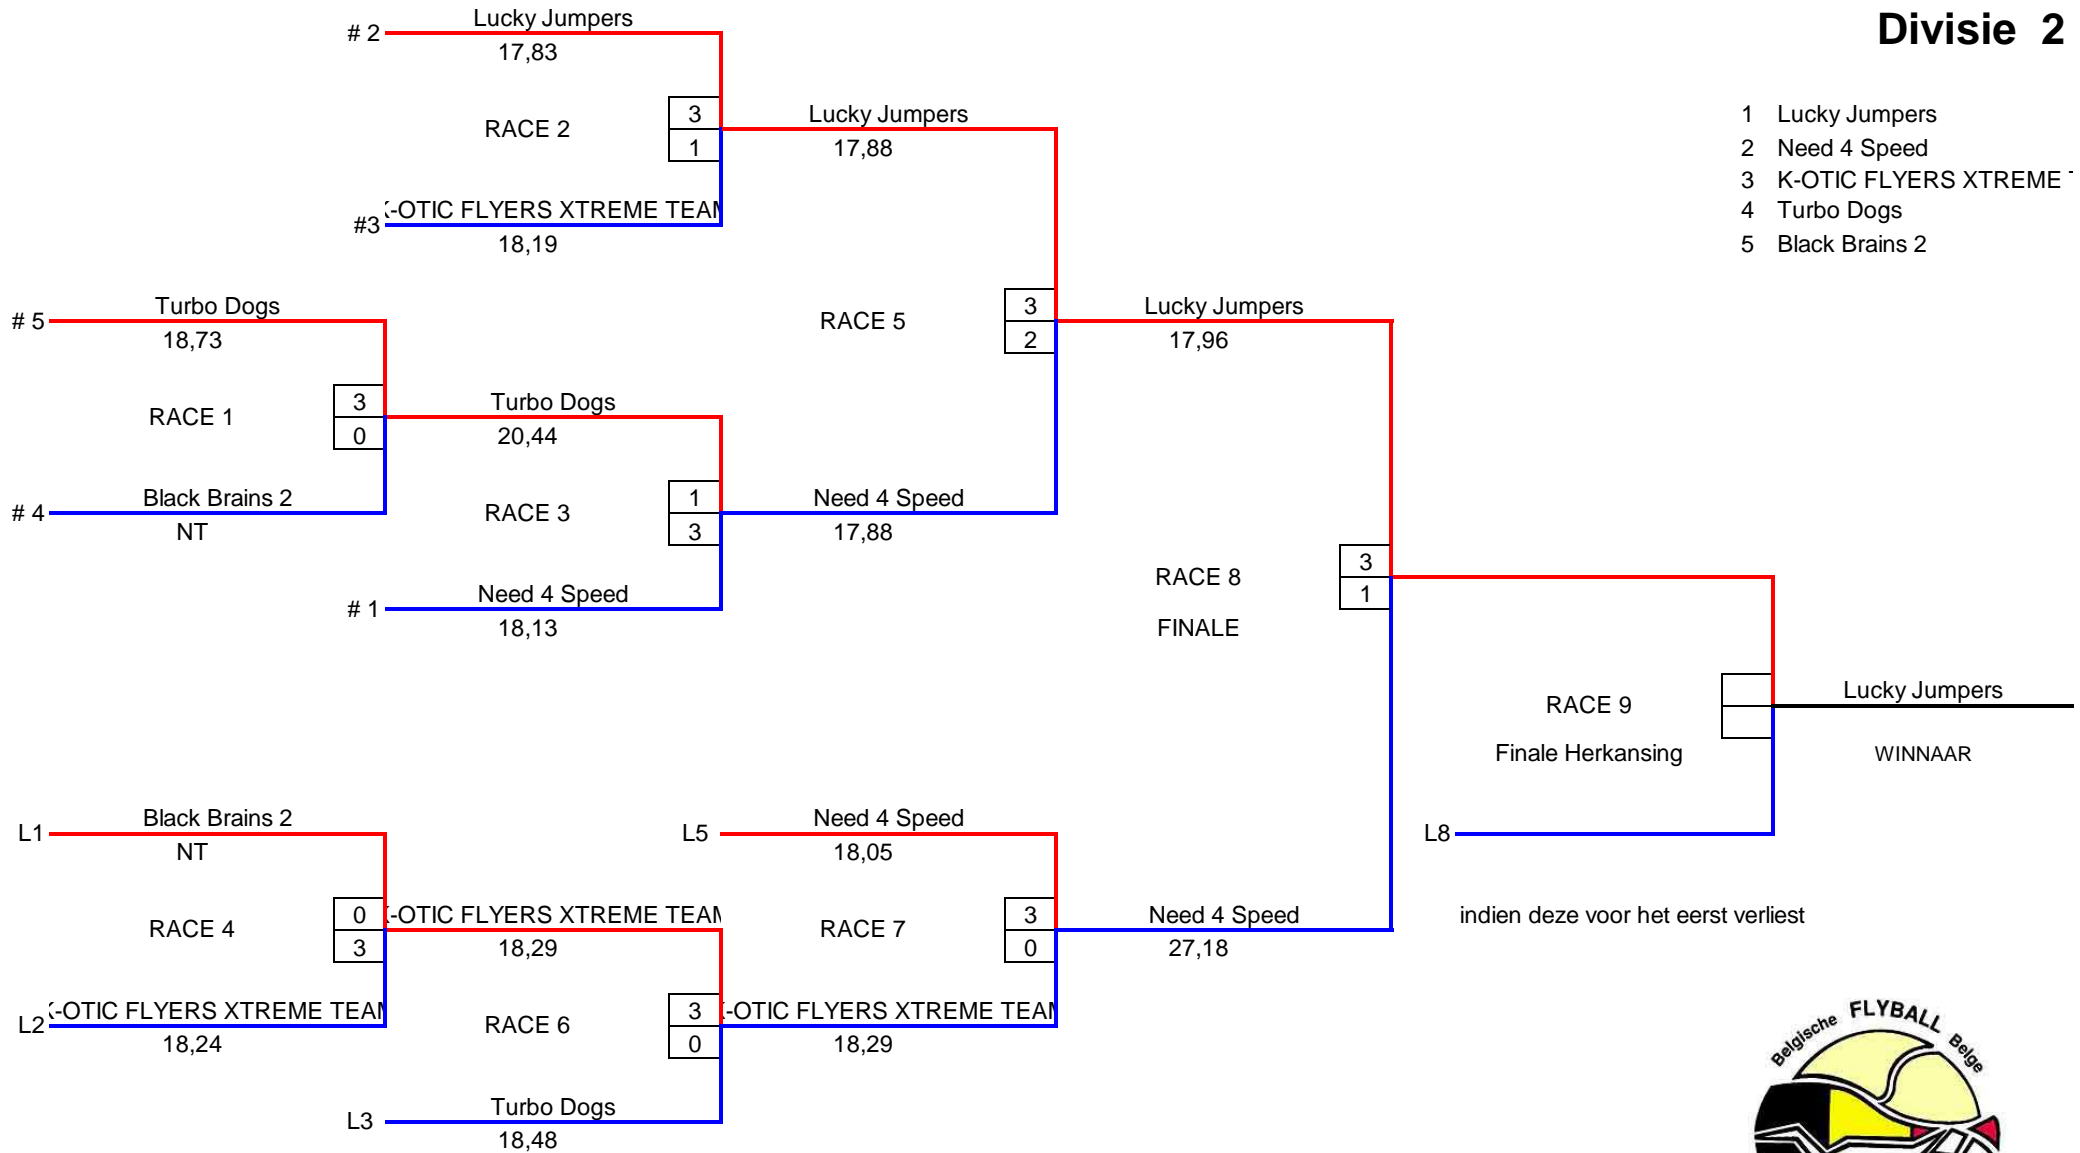 Divisie 2
1 Lucky Jumpers
2 Need 4 Speed
3 K-OTIC FLYERS XTREME
4 Turbo Dogs
5 Black Brains 2
# 2 Lucky Jumpers
17,83
RACE 2 3
1
#3 K-OTIC FLYERS XTREME TEAM
18,19
Lucky Jumpers
17,88
# 5 Turbo Dogs
18,73
RACE 1 3
0
# 4 Black Brains 2
NT
Turbo Dogs
20,44
RACE 3 1
3
# 1 Need 4 Speed
18,13
RACE 5 3
2
Need 4 Speed
17,88
Lucky Jumpers
17,96
RACE 8 3
1
FINALE
RACE 9
Finale Herkansing
Lucky Jumpers
WINNAAR
L8
indien deze voor het eerst verliest
L1 Black Brains 2
NT
RACE 4 0
3
L2 K-OTIC FLYERS XTREME TEAM
18,24
K-OTIC FLYERS XTREME TEAM
18,29
RACE 6 3
0
L3 Turbo Dogs
18,48
L5 Need 4 Speed
18,05
RACE 7 3
0
K-OTIC FLYERS XTREME TEAM
18,29
Need 4 Speed
27,18
Belgische FLYBALL Belge